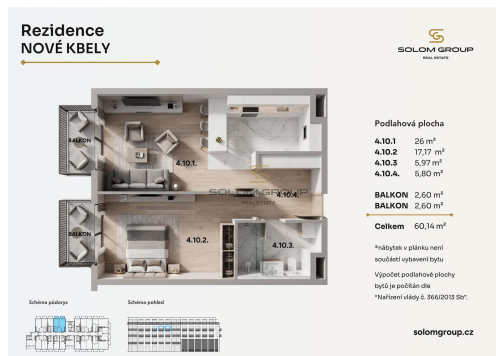 Rezidence
NOVÉ KBELY
SOLOM GROUP
REAL ESTATE
BALKON
4.10.1.
SOLOM GROUP
4.10.4.
BALKON
4.10.2.
4.10.3.
Podlahová plocha
4.10.1 26 m²
4.10.2 17,17 m²
4.10.3 5,97 m²
4.10.4. 5,80 m²
BALKON 2,60 m²
BALKON 2,60 m²
Celkem 60,14 m²
*nábytek v plánku není
součástí vybavení bytu
Výpočet podlahové plochy
bytů je počítán dle
"Nařízení vlády č. 366/2013 Sb".
Schéma půdorys
Schéma pohled
solomgroup.cz